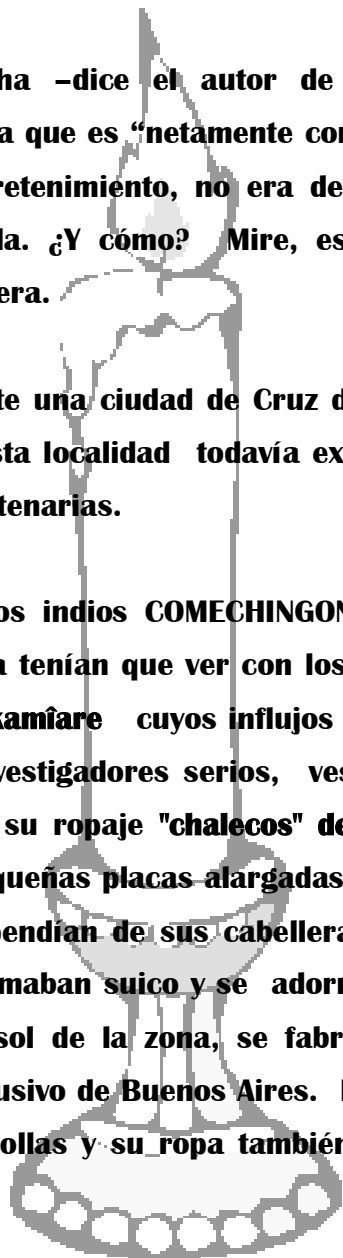 ha –dice el autor de
a que es “netamente cor
retenimiento, no era de
la. ¿Y cómo? Mire, es
era.
te una ciudad de Cruz d
sta localidad todavía ex
tenarias.
os indios COMECHINGON
a tenían que ver con los
kamîare cuyos influjos
vestigadores serios, ves
su ropaje "chalecos" de
queñas placas alargadas
pendían de sus cabellera
maban suico y se adorn
sol de la zona, se fabr
usivo de Buenos Aires.
ollas y su ropa también